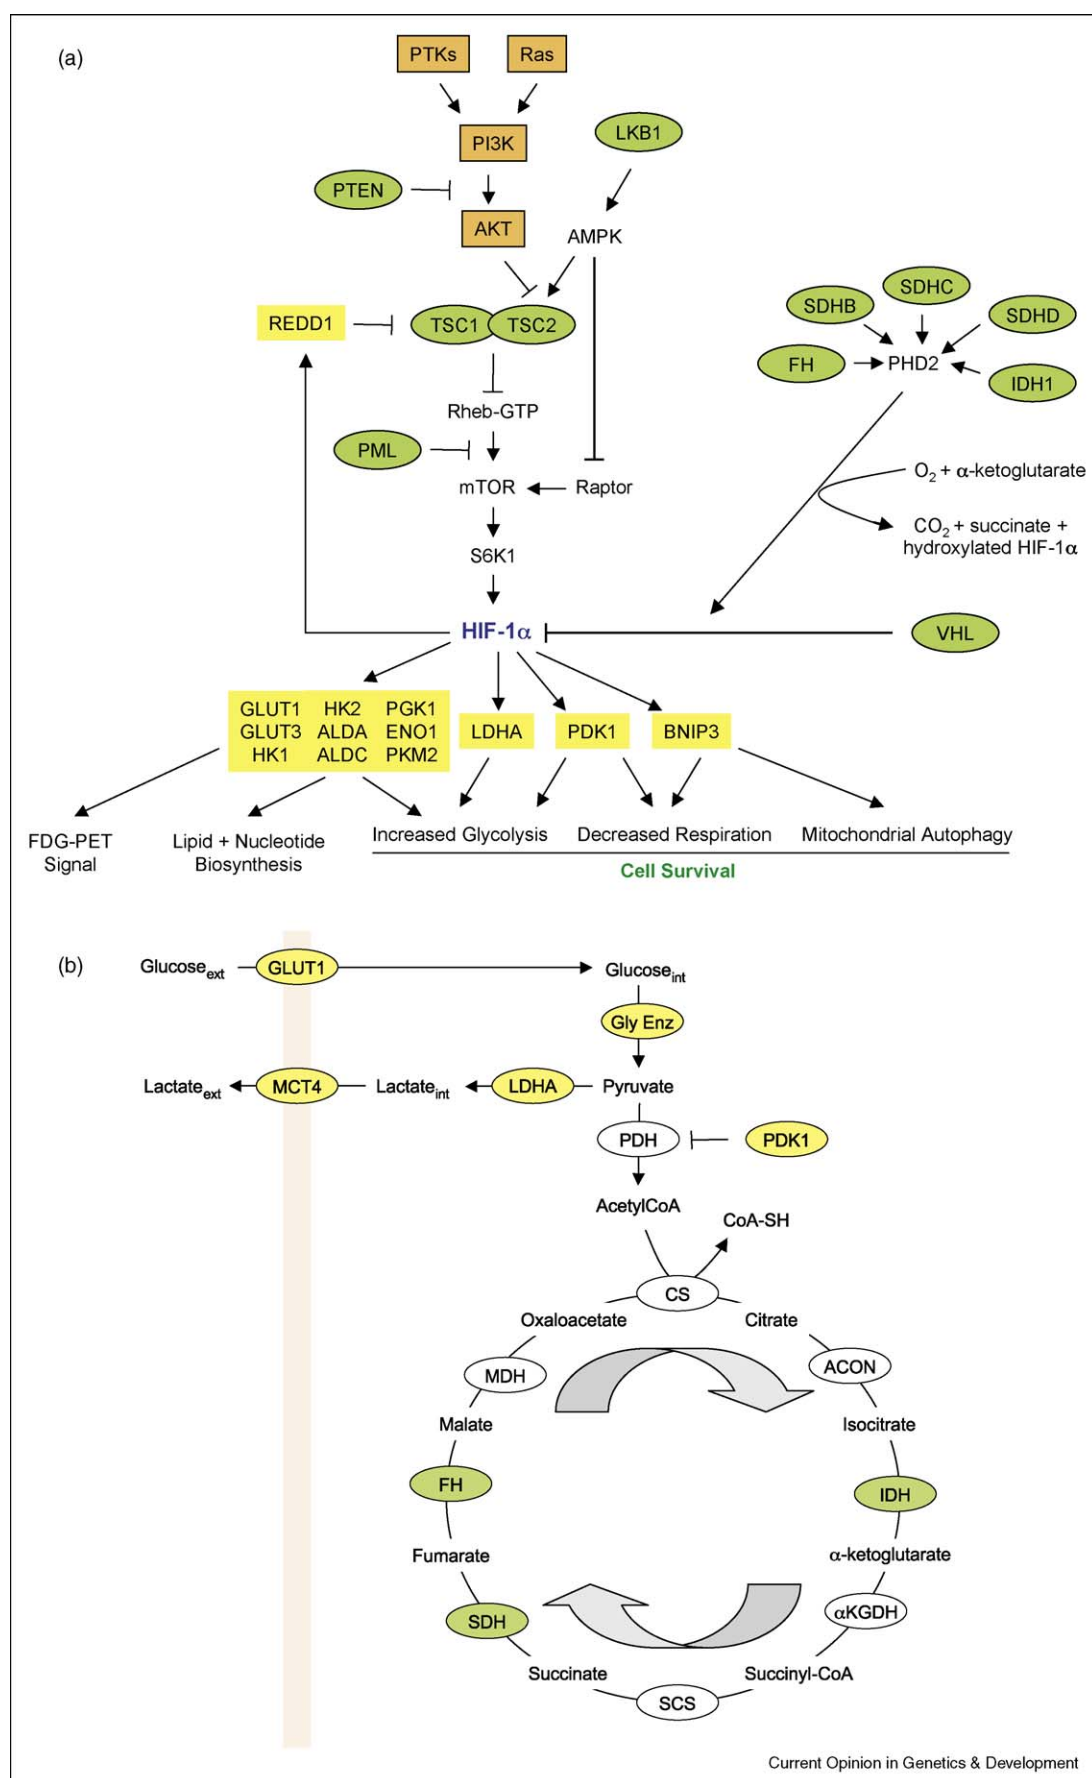 (a)
PTKs
Ras
PI3K
LKB1
PTEN
AKT
AMPK
SDHC
SDHB
SDHD
REDD1
TSC1
TSC2
FH
PHD2
IDH1
Rheb-GTP
PML
mTOR
Raptor
O₂ + α-ketoglutarate
CO₂ + succinate +
hydroxylated HIF-1α
S6K1
HIF-1α
VHL
GLUT1 HK2 PGK1
GLUT3 ALDA ENO1
HK1 ALDC PKM2
LDHA
PDK1
BNIP3
FDG-PET
Signal
Lipid + Nucleotide
Biosynthesis
Increased Glycolysis
Decreased Respiration
Mitochondrial Autophagy
Cell Survival
(b)
Glucose_ext
GLUT1
Glucose_int
Gly Enz
Lactate_ext
MCT4
Lactate_int
LDHA
Pyruvate
PDH
PDK1
AcetylCoA
CoA-SH
CS
Oxaloacetate
Citrate
MDH
ACON
Malate
Isocitrate
FH
IDH
Fumarate
α-ketoglutarate
SDH
αKGDH
Succinate
Succinyl-CoA
SCS
Current Opinion in Genetics & Development